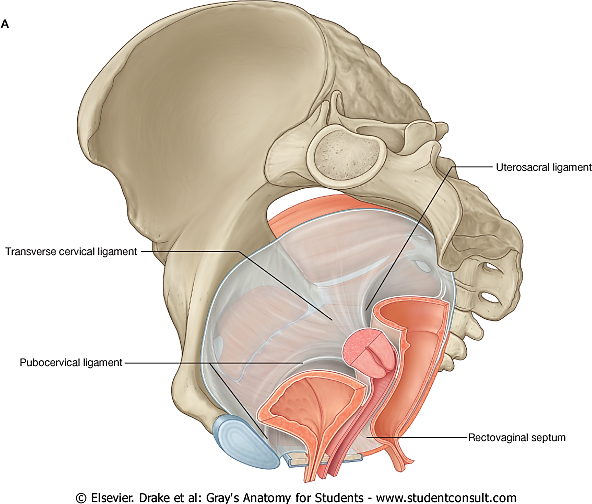 A
Uterosacral ligament
Transverse cervical ligament
Pubocervical ligament
Rectovaginal septum
© Elsevier. Drake et al: Gray's Anatomy for Students - www.studentconsult.com